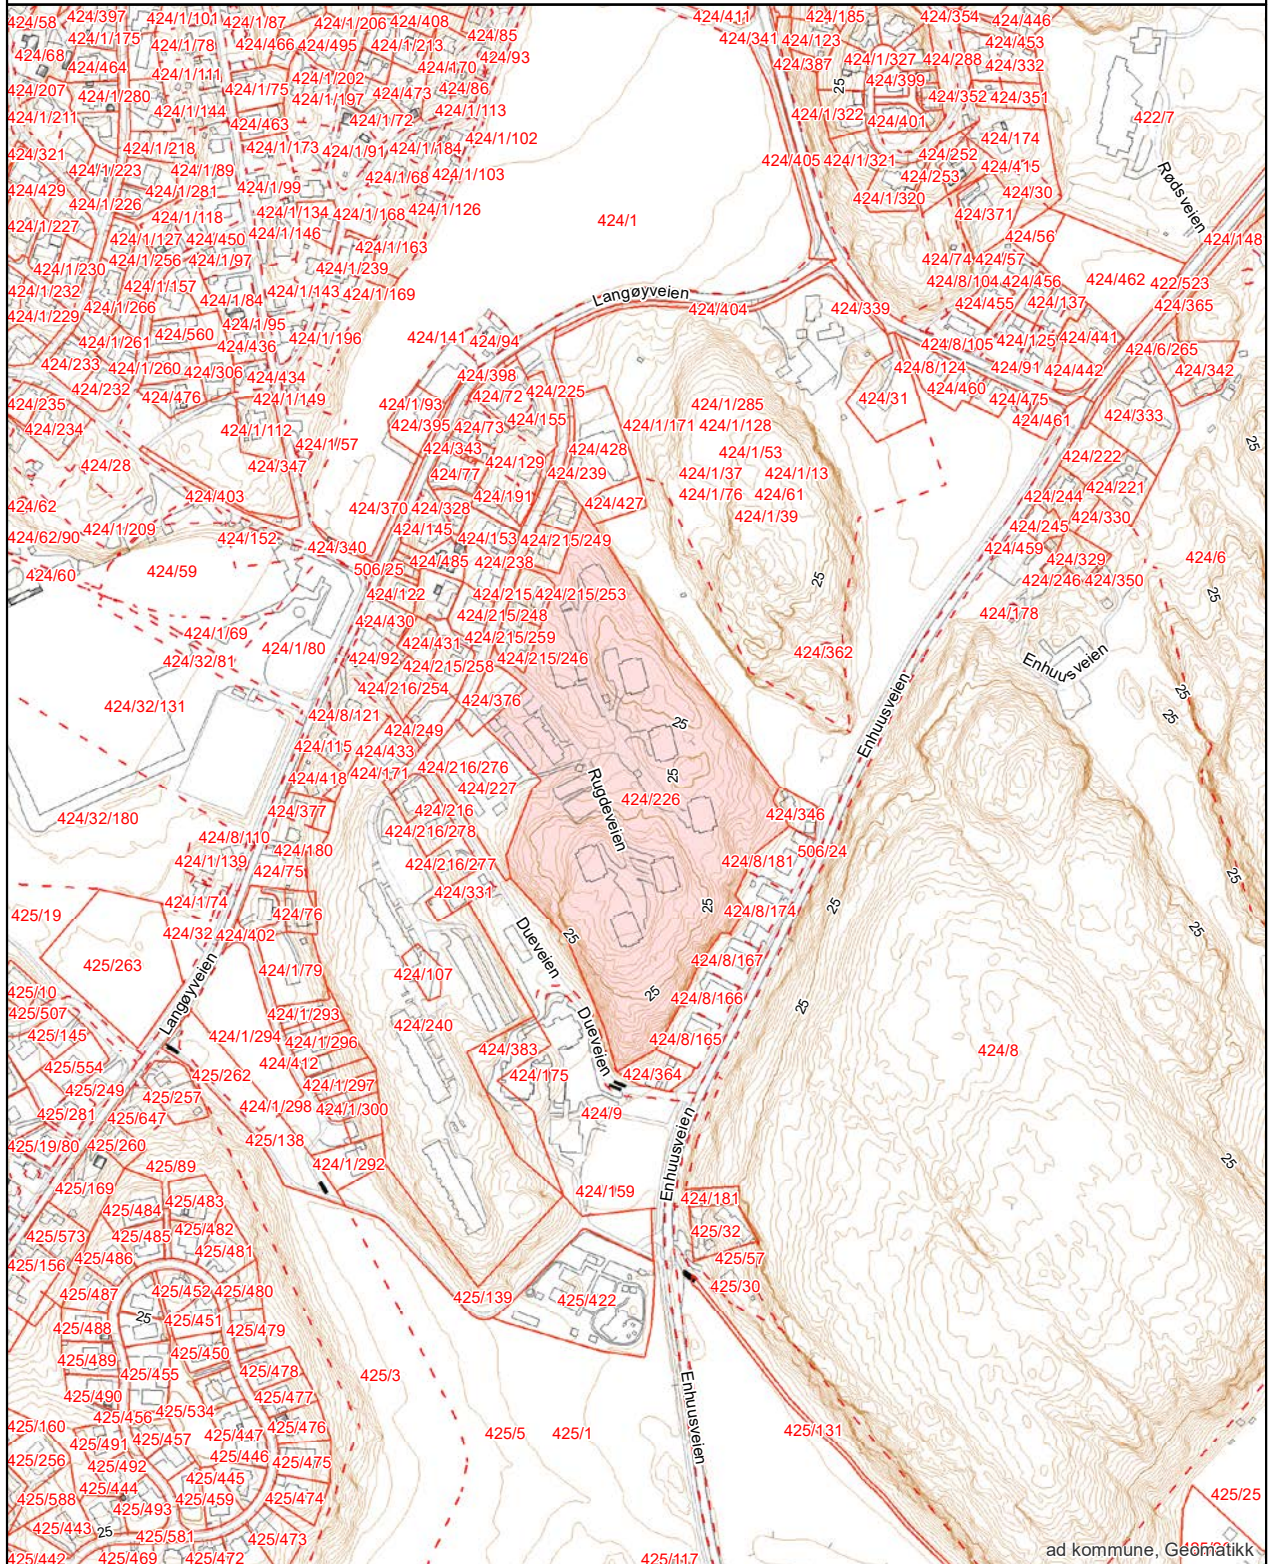 424/58 424/397 424/1/101 424/1/87 424/1/206 424/408 424/411 424/185 424/354 424/446
424/68 424/1/175 424/1/78 424/466 424/495 424/1/213 424/85 424/341 424/123 424/453
424/464 424/1/111 424/1/202 424/170 424/93 424/387 424/1/327 424/288 424/332
424/207 424/1/280 424/1/75 424/1/197 424/473 424/86 25 424/399 424/352 424/351
424/1/211 424/1/144 424/463 424/1/72 424/1/113 424/1/322 424/401 422/7
424/321 424/1/218 424/1/173 424/1/91 424/1/184 424/1/102 424/405 424/1/321 424/252 424/174
424/429 424/1/223 424/1/89 424/1/99 424/1/68 424/1/103 424/253 424/415 Rødsveien
424/1/226 424/1/281 424/1/134 424/1/168 424/1/126 424/1/320 424/30
424/1/227 424/1/118 424/1/146 424/1 424/371
424/1/127 424/450 424/1/163 424/56 424/148
424/1/230 424/1/256 424/1/97 424/1/239 424/74 424/57
424/1/232 424/1/157 424/1/84 424/1/143 424/1/169 Langøyveien 424/8/104 424/456 424/462 422/523
424/1/229 424/1/266 424/1/95 424/404 424/339 424/455 424/137 424/365
424/1/261 424/560 424/436 424/1/196 424/141 424/94 424/8/105 424/125 424/441 424/6/265
424/233 424/1/260 424/306 424/434 424/398 424/8/124 424/91 424/442 424/342
424/235 424/232 424/476 424/1/149 424/1/93 424/72 424/225 424/1/285 424/31 424/460 424/475
424/234 424/1/112 424/1/57 424/395 424/73 424/155 424/1/171 424/1/128 424/461 424/333
424/28 424/347 424/343 424/129 424/428 424/1/53 424/222 25
424/62 424/403 424/77 424/239 424/1/37 424/1/13 424/221
424/370 424/328 424/191 424/427 424/1/76 424/61 424/244
424/62/90 424/1/209 424/152 424/145 424/153 424/215/249 424/1/39 424/245 424/330
424/60 424/59 424/340 506/25 424/485 424/238 424/459 424/329 424/6
424/122 424/215 424/215/253 25 424/246 424/350 25
424/1/69 424/1/80 424/430 424/215/248 424/178
424/32/81 424/92 424/431 424/215/259 424/362 Enhuusveien
424/32/131 424/216/254 424/215/258 424/215/246 25
424/8/121 424/249 424/376 25 Enhuusveien 25
424/115 424/433
424/418 424/171 424/216/276 25
424/32/180 424/377 424/227 Rugdeveien 424/226
424/8/110 424/216 424/346
424/1/139 424/180 424/216/278 506/24
424/75 424/216/277 424/8/181 25
425/19 424/1/74 424/76 424/331 25 424/8/174 25
424/32 424/402 Dueveien 25 25
425/263 424/1/79 424/107 424/8/167
425/10 Langøyveien 25 424/8/166 25
425/507 424/1/293 424/240 Dueveien
425/145 424/1/294 424/1/296 424/383 424/8/165 424/8
425/554 425/262 424/412 424/175 424/364
425/249 425/257 424/1/297
425/281 425/647 424/1/298 424/1/300 424/9
425/19/80 425/260 425/138 Enhuusveien 25
425/89 424/1/292
425/169 425/484 425/483 424/159 424/181
425/573 425/485 425/482 425/32
425/156 425/486 425/481 425/57
425/487 425/452 425/480 425/139 425/422 425/30
425/488 25 425/451 425/479
425/489 425/455 425/450 425/478 425/3 Enhuusveien
425/490 425/534 425/477
425/160 425/456 425/447 425/476 425/5 425/1 425/131
425/256 425/491 425/457 425/446 425/475
425/588 425/492 425/444 425/445 425/474 425/25
425/443 25 425/493 425/459
425/581 425/473
425/442 425/469 425/472 425/117 ad kommune, Geomatikk